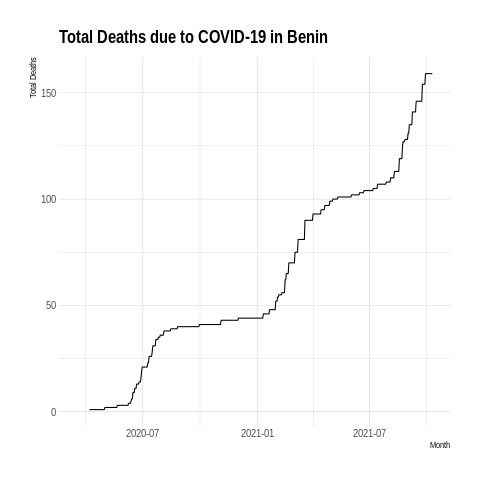 Total Deaths due to COVID-19 in Benin
Total Deaths
150
100
50
0
2020-07
2021-01
2021-07
Month